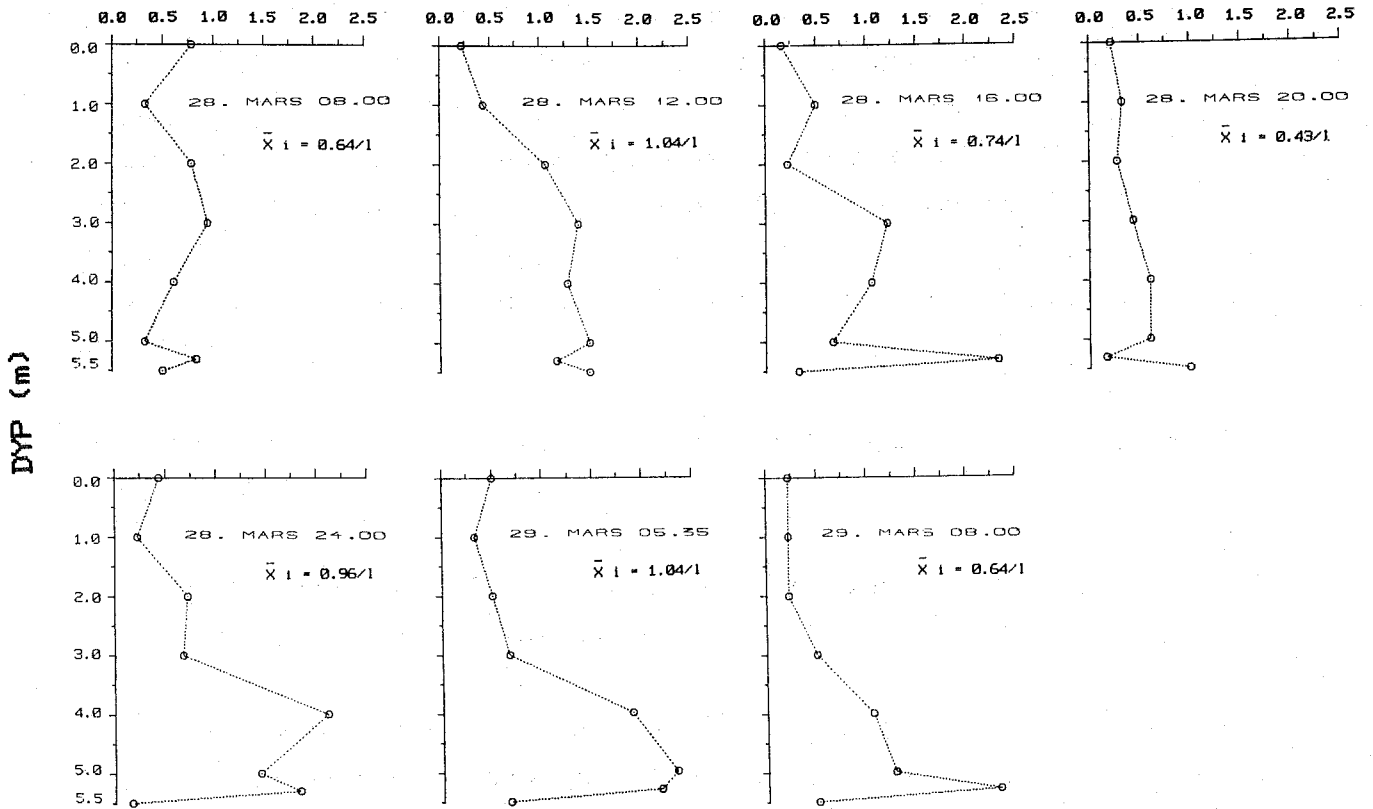 0.0 0.5 1.0 1.5 2.0 2.5
0.0 0.5 1.0 1.5 2.0 2.5
0.0 0.5 1.0 1.5 2.0 2.5
0.0 0.5 1.0 1.5 2.0 2.5
0.0
1.0
2.0
3.0
4.0
5.0
5.5
28. MARS 08.00
X̄ i = 0.64/l
28. MARS 12.00
X̄ i = 1.04/l
28. MARS 16.00
X̄ i = 0.74/l
28. MARS 20.00
X̄ i = 0.43/l
DYP (m)
0.0
1.0
2.0
3.0
4.0
5.0
5.5
28. MARS 24.00
X̄ i = 0.96/l
29. MARS 05.35
X̄ i = 1.04/l
29. MARS 08.00
X̄ i = 0.64/l